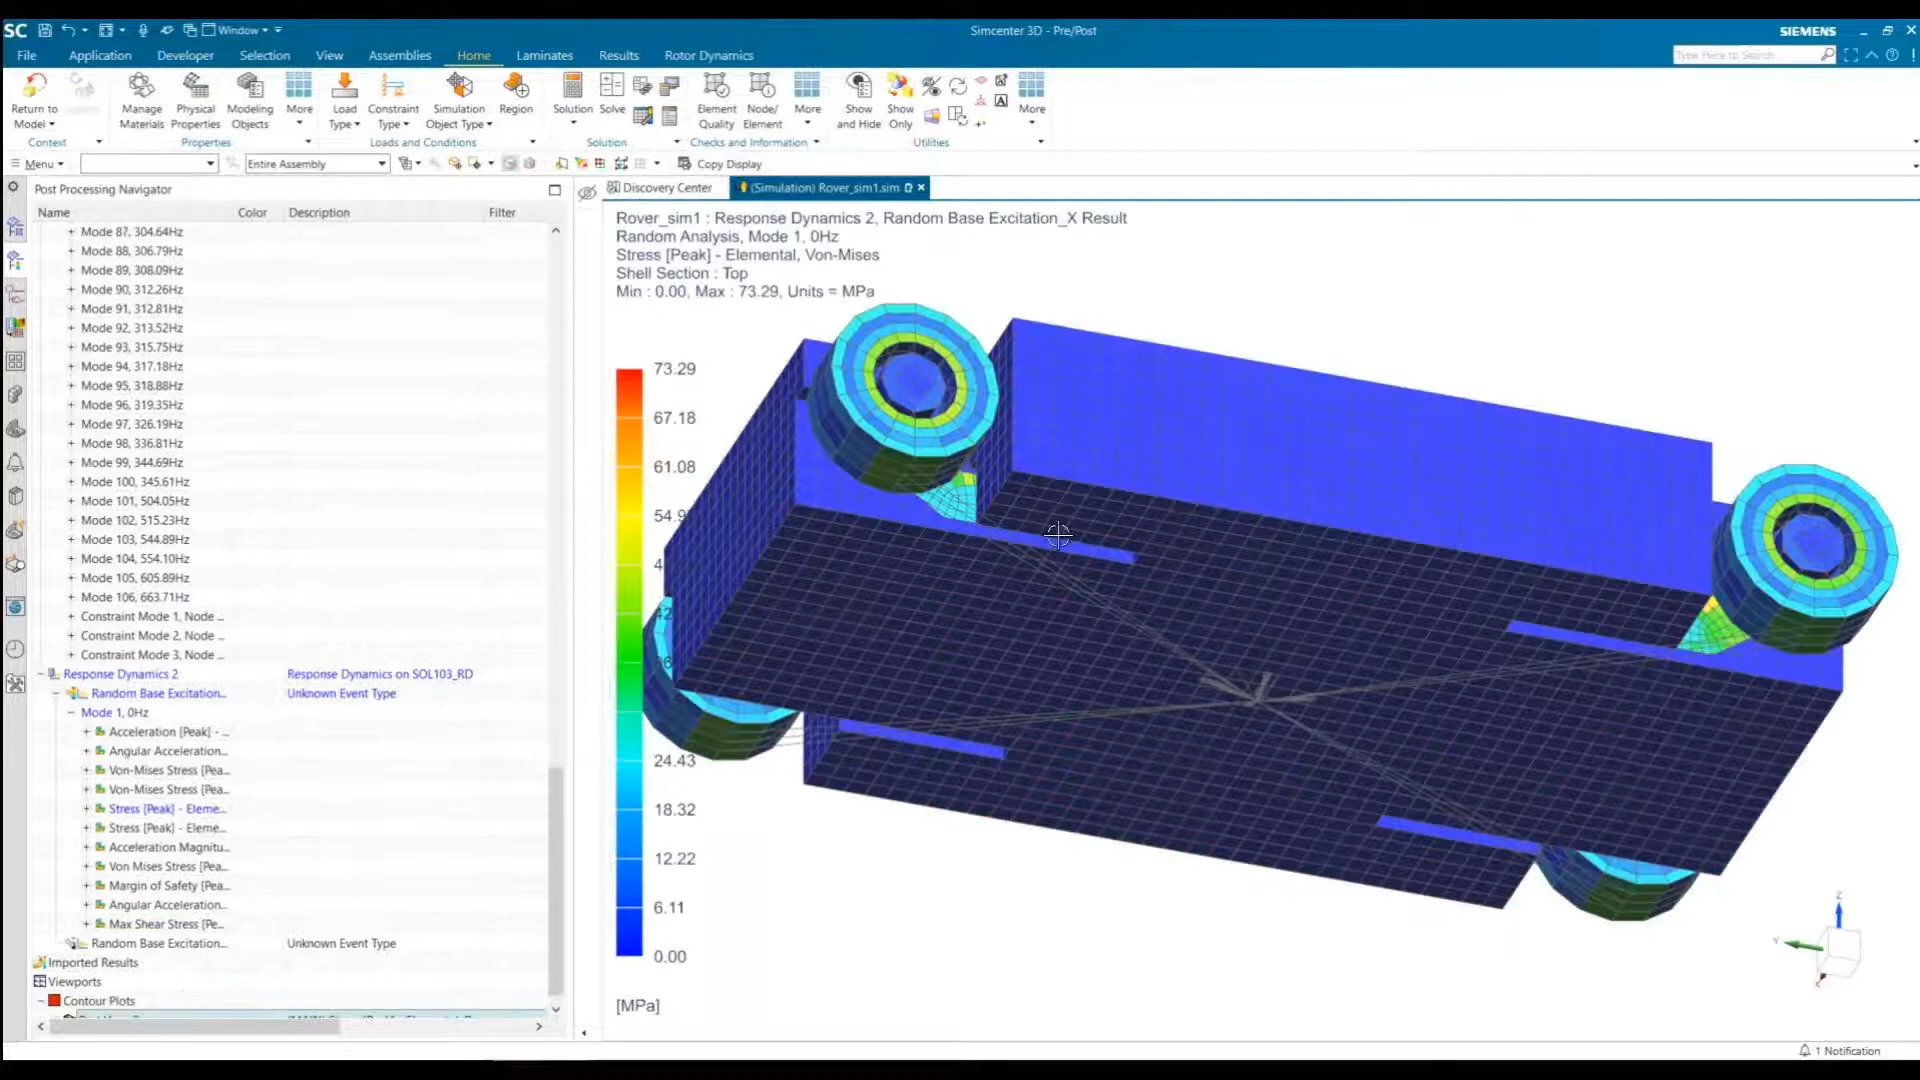 SC Window Simcenter 3D - Pre/Post SIEMENS
File Application Developer Selection View Assemblies Home Laminates Results Rotor Dynamics Type Here to Search
Return to Model Manage Materials Physical Properties Modeling Objects More Load Type Constraint Type Simulation Object Type Region Solution Solve Element Quality Node/Element More Show and Hide Show Only More
Context Properties Loads and Conditions Solution Checks and Information Utilities
Menu Entire Assembly Copy Display
Post Processing Navigator
Discovery Center (Simulation) Rover_sim1.sim
Name Color Description Filter
Mode 87, 304.64Hz
Mode 88, 306.79Hz
Mode 89, 308.09Hz
Mode 90, 312.26Hz
Mode 91, 312.81Hz
Mode 92, 313.52Hz
Mode 93, 315.75Hz
Mode 94, 317.18Hz
Mode 95, 318.88Hz
Mode 96, 319.35Hz
Mode 97, 326.19Hz
Mode 98, 336.81Hz
Mode 99, 344.69Hz
Mode 100, 345.61Hz
Mode 101, 504.05Hz
Mode 102, 515.23Hz
Mode 103, 544.89Hz
Mode 104, 554.10Hz
Mode 105, 605.89Hz
Mode 106, 663.71Hz
Constraint Mode 1, Node ...
Constraint Mode 2, Node ...
Constraint Mode 3, Node ...
Response Dynamics 2 Response Dynamics on SOL103_RD
Random Base Excitation... Unknown Event Type
Mode 1, 0Hz
Acceleration [Peak] - ...
Angular Acceleration...
Von-Mises Stress [Pea...
Von-Mises Stress [Pea...
Stress [Peak] - Eleme...
Stress [Peak] - Eleme...
Acceleration Magnitu...
Von Mises Stress [Pea...
Margin of Safety [Pea...
Angular Acceleration...
Max Shear Stress [Pe...
Random Base Excitation... Unknown Event Type
Imported Results
Viewports
Contour Plots
Rover_sim1 : Response Dynamics 2, Random Base Excitation_X Result
Random Analysis, Mode 1, 0Hz
Stress [Peak] - Elemental, Von-Mises
Shell Section : Top
Min : 0.00, Max : 73.29, Units = MPa
73.29
67.18
61.08
54.9
4
42
36
24.43
18.32
12.22
6.11
0.00
[MPa]
Z
Y
X
1 Notification